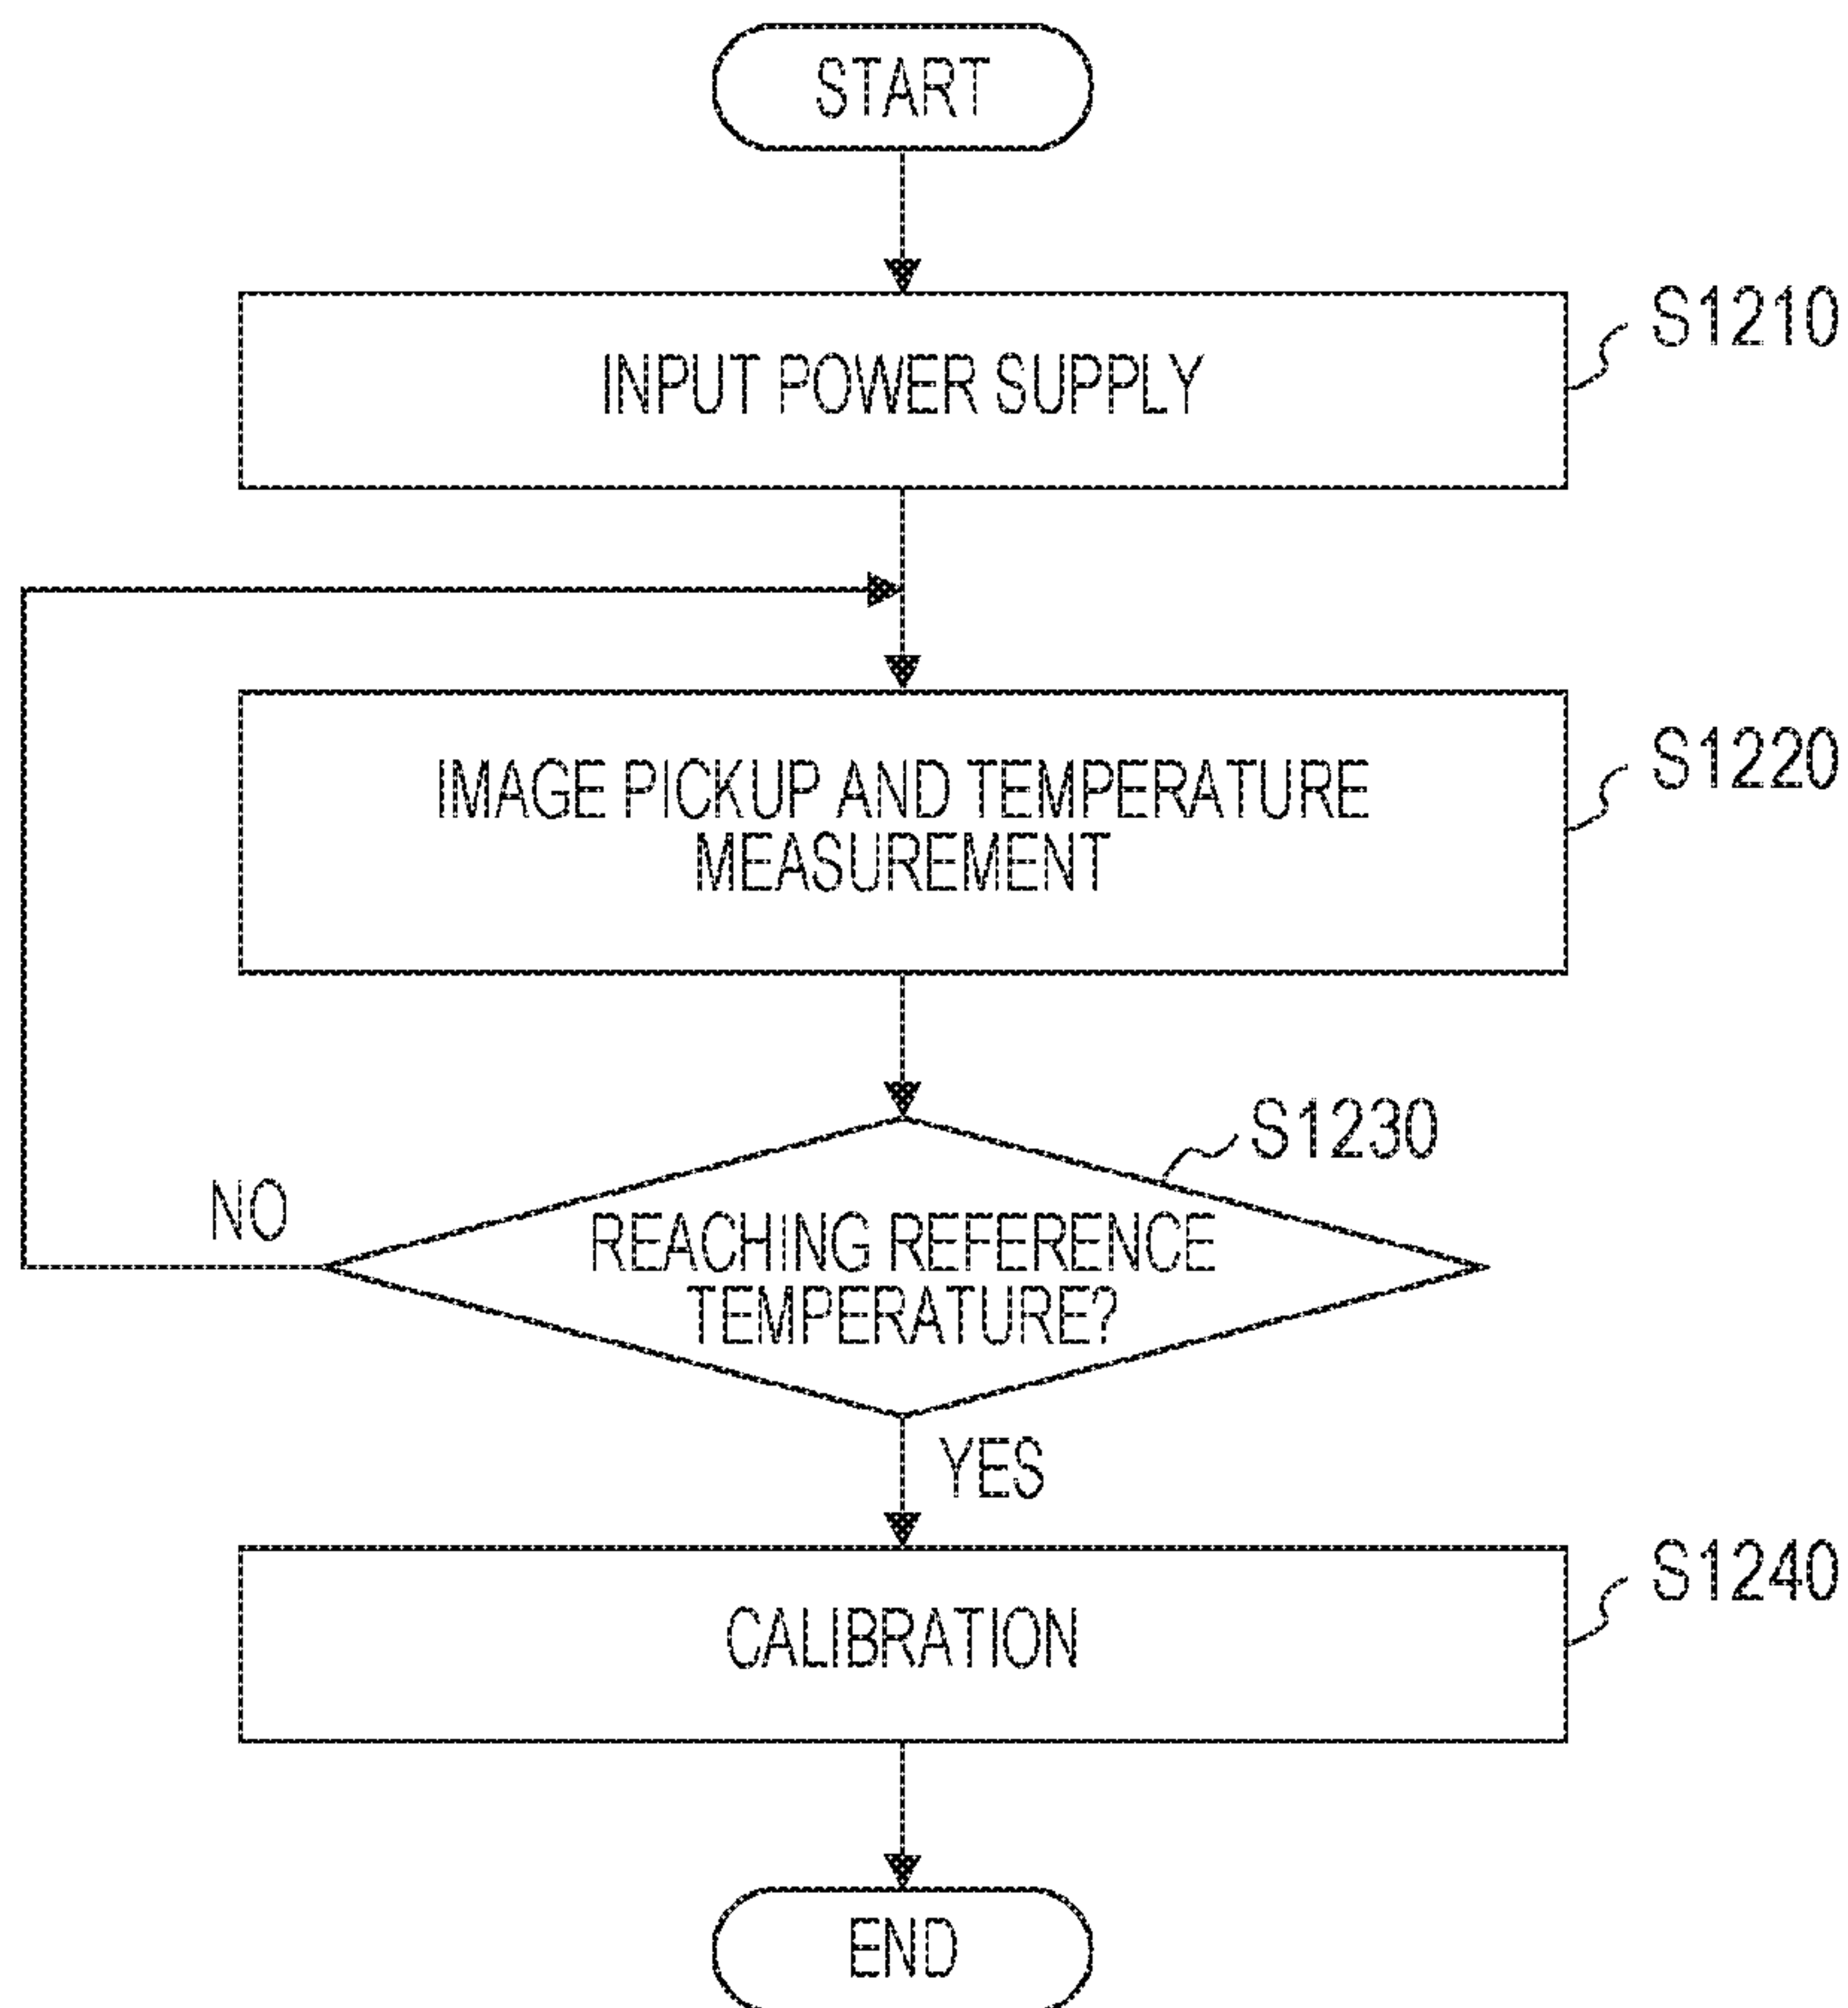 START
INPUT POWER SUPPLY
S1210
IMAGE PICKUP AND TEMPERATURE
MEASUREMENT
S1220
S1230
REACHING REFERENCE
TEMPERATURE?
NO
YES
CALIBRATION
S1240
END